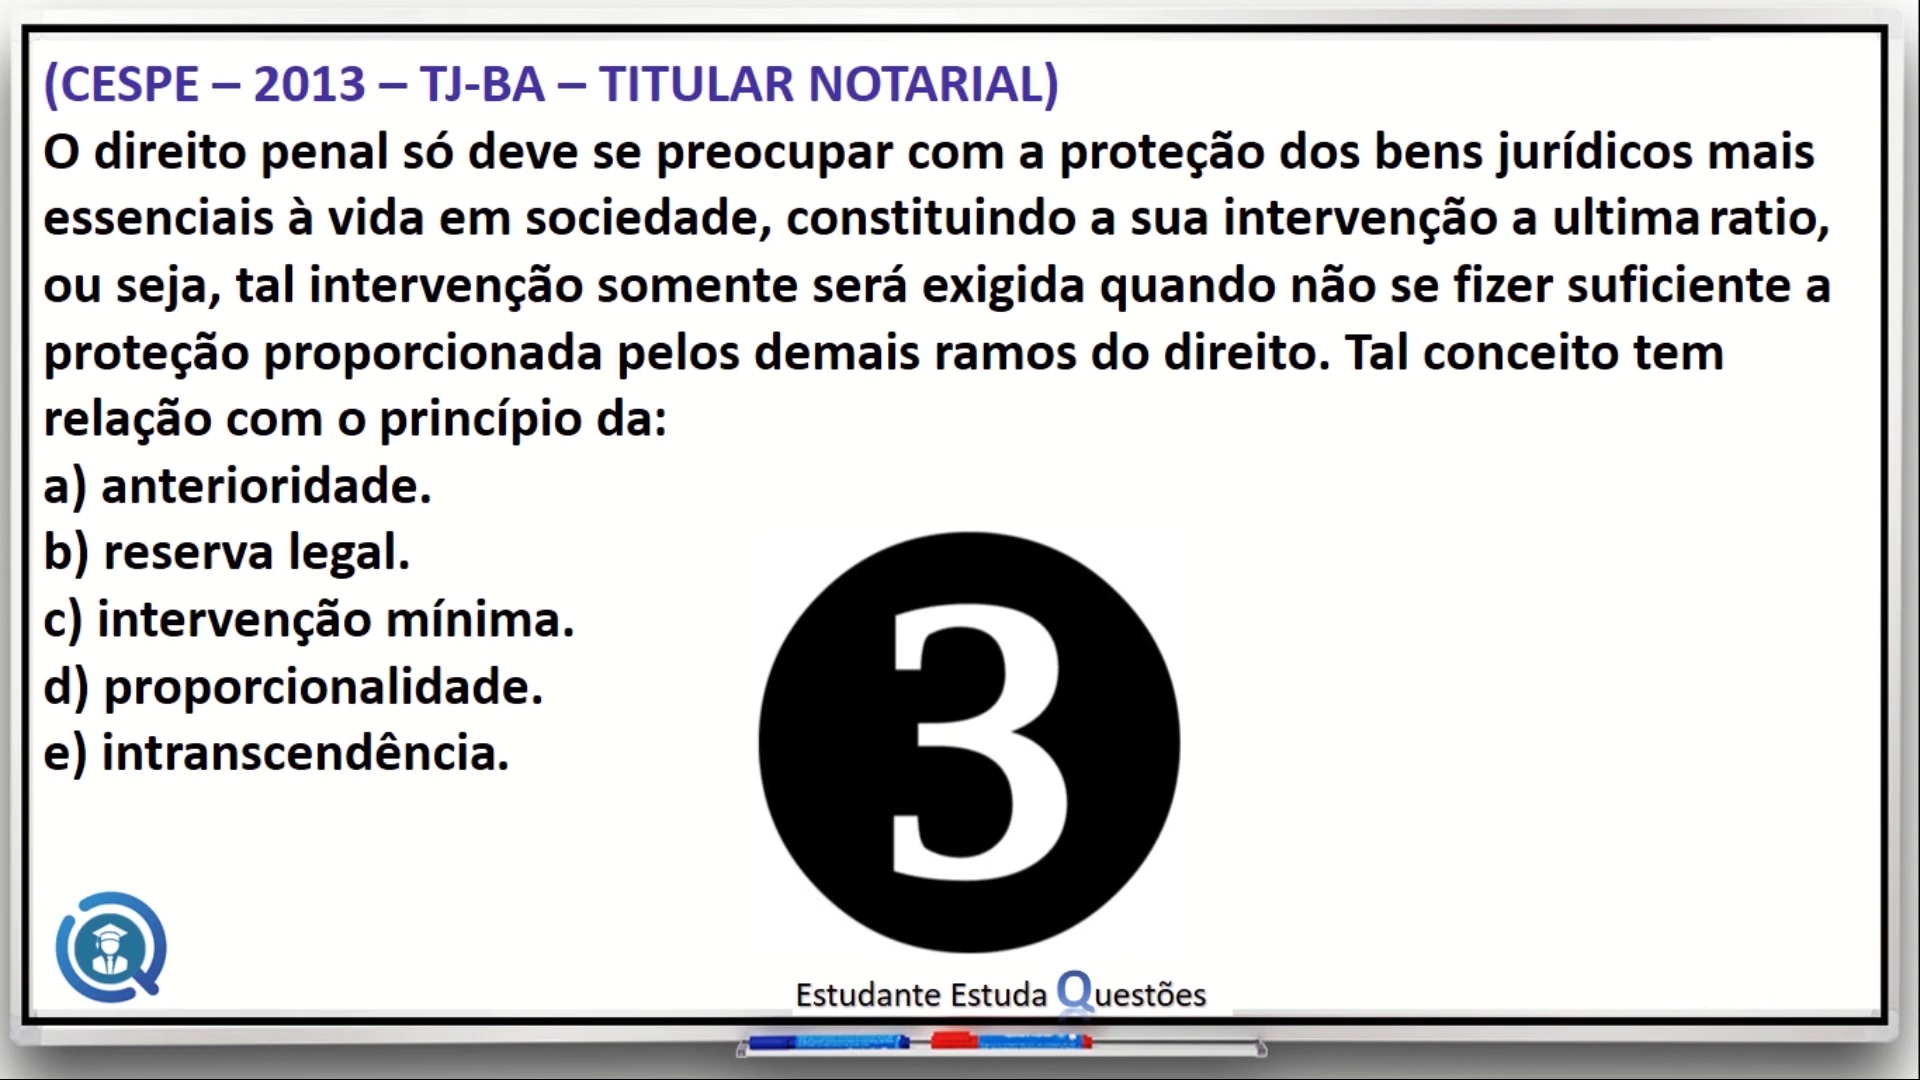 (CESPE – 2013 – TJ-BA – TITULAR NOTARIAL)
O direito penal só deve se preocupar com a proteção dos bens jurídicos mais
essenciais à vida em sociedade, constituindo a sua intervenção a ultima ratio,
ou seja, tal intervenção somente será exigida quando não se fizer suficiente a
proteção proporcionada pelos demais ramos do direito. Tal conceito tem
relação com o princípio da:
a) anterioridade.
b) reserva legal.
c) intervenção mínima.
d) proporcionalidade.
e) intranscendência.
3
Estudante Estuda Questões